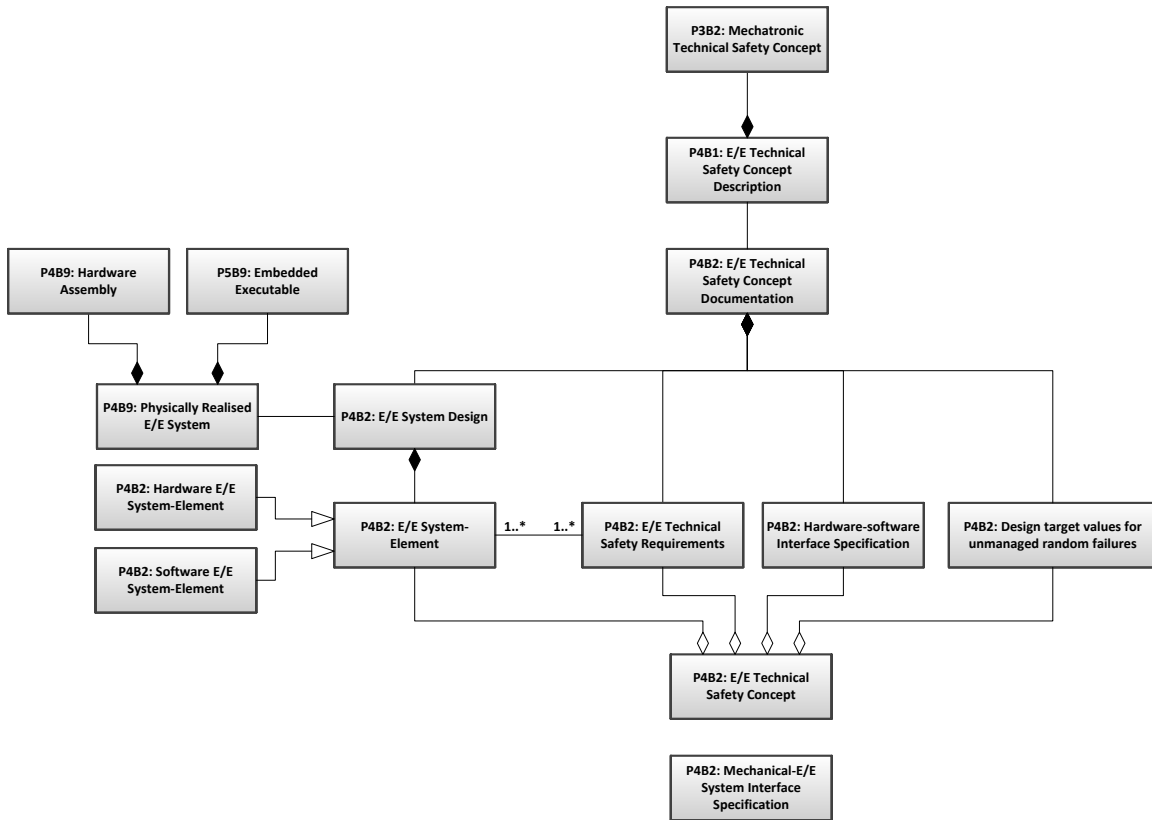 P3B2: Mechatronic
Technical Safety Concept
P4B1: E/E Technical
Safety Concept
Description
P4B2: E/E Technical
Safety Concept
Documentation
P4B9: Hardware
Assembly
P5B9: Embedded
Executable
P4B9: Physically Realised
E/E System
P4B2: E/E System Design
P4B2: Hardware E/E
System-Element
P4B2: Software E/E
System-Element
P4B2: E/E System-
Element
1..*
1..*
P4B2: E/E Technical
Safety Requirements
P4B2: Hardware-software
Interface Specification
P4B2: Design target values for
unmanaged random failures
P4B2: E/E Technical
Safety Concept
P4B2: Mechanical-E/E
System Interface
Specification